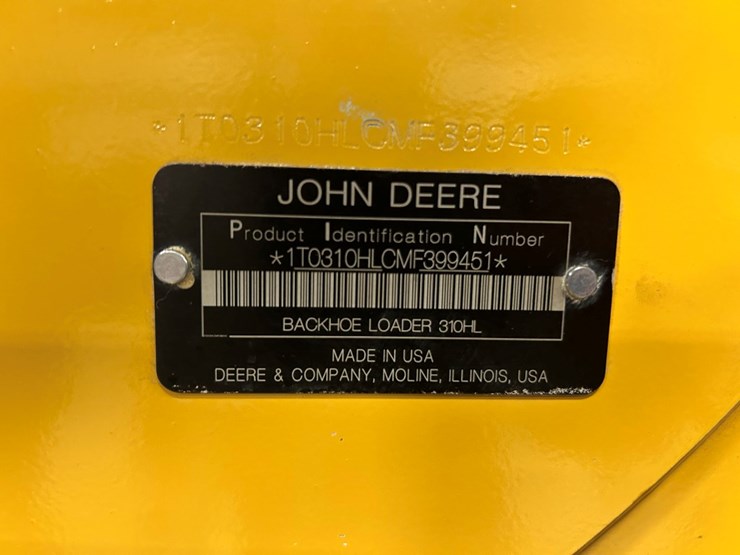 *1T0310HLCMF399451*
JOHN DEERE
Product Identification Number
*1T0310HLCMF399451*
BACKHOE LOADER 310HL
MADE IN USA
DEERE & COMPANY, MOLINE, ILLINOIS, USA